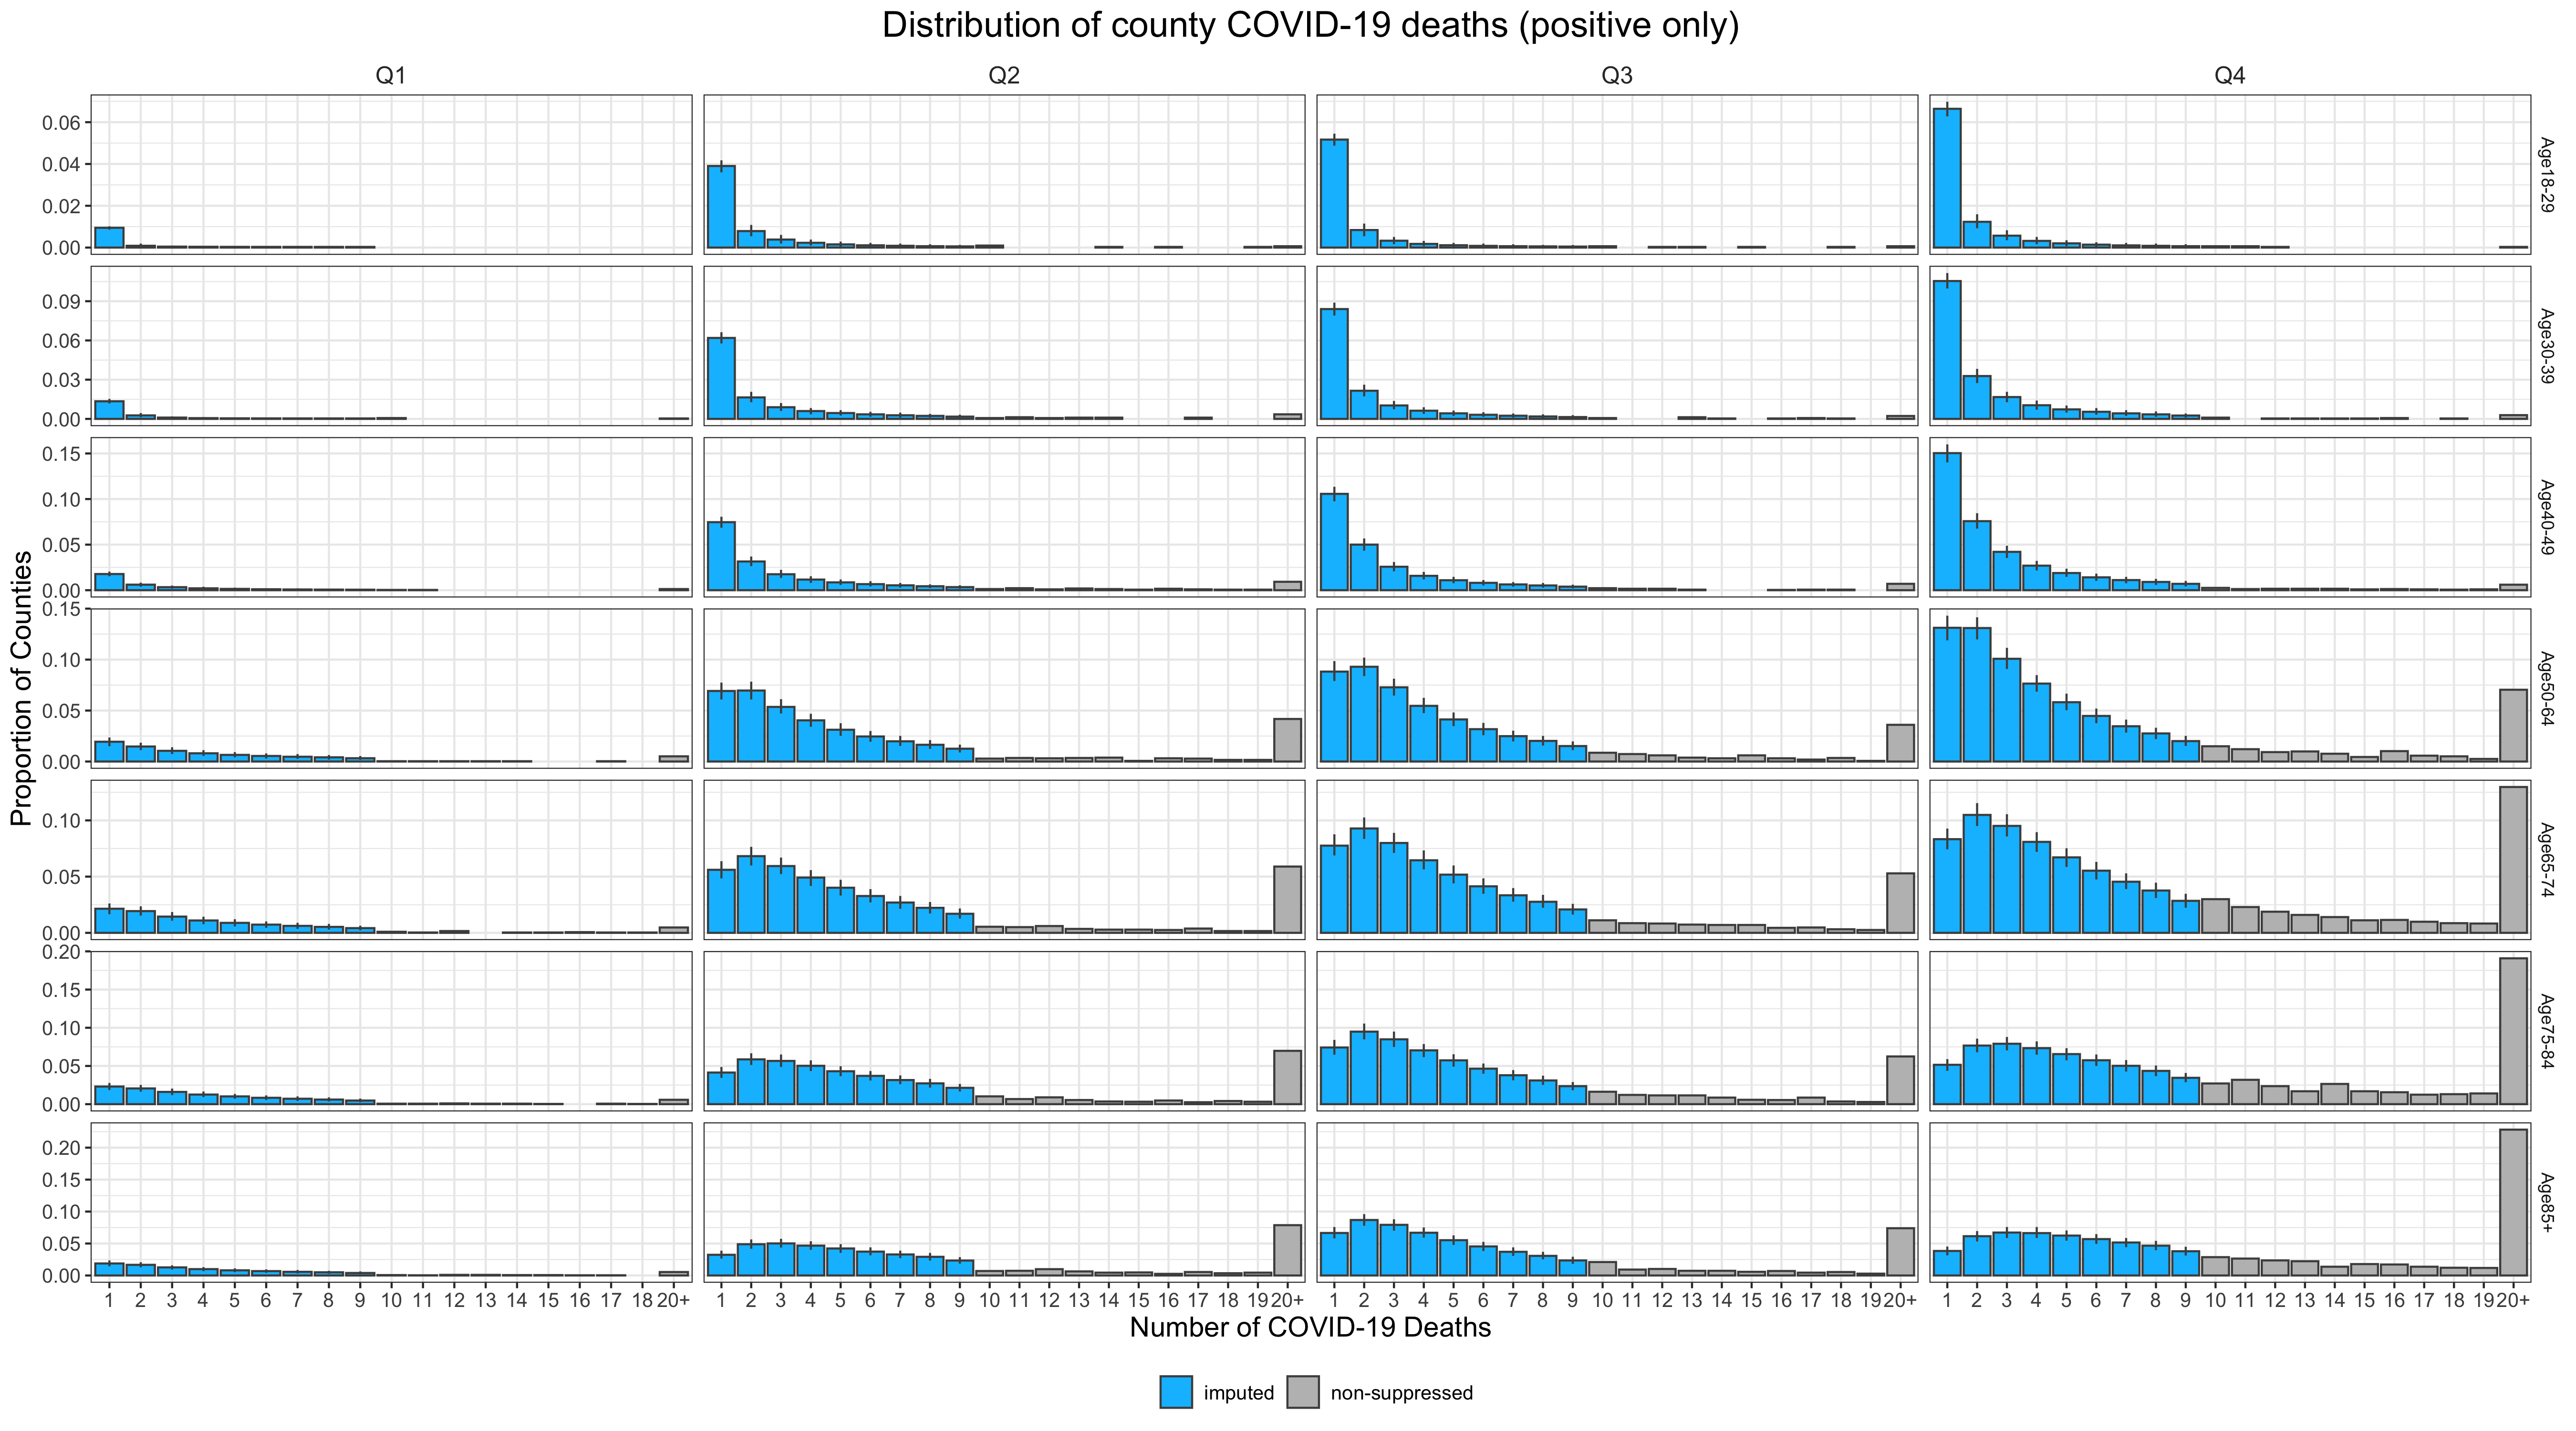 Distribution of county COVID-19 deaths (positive only)
Q1 Q2 Q3 Q4
0.06
0.04
0.02
0.00
Age18-29
0.09
0.06
0.03
0.00
Age30-39
0.15
0.10
0.05
0.00
Age40-49
0.15
0.10
0.05
0.00
Age50-64
0.10
0.05
0.00
Age65-74
0.20
0.15
0.10
0.05
0.00
Age75-84
0.20
0.15
0.10
0.05
0.00
Age85+
Proportion of Counties
1 2 3 4 5 6 7 8 9 10 11 12 13 14 15 16 17 18 20+ 1 2 3 4 5 6 7 8 9 10 11 12 13 14 15 16 17 18 19 20+ 1 2 3 4 5 6 7 8 9 10 11 12 13 14 15 16 17 18 19 20+ 1 2 3 4 5 6 7 8 9 10 11 12 13 14 15 16 17 18 19 20+
Number of COVID-19 Deaths
imputed non-suppressed